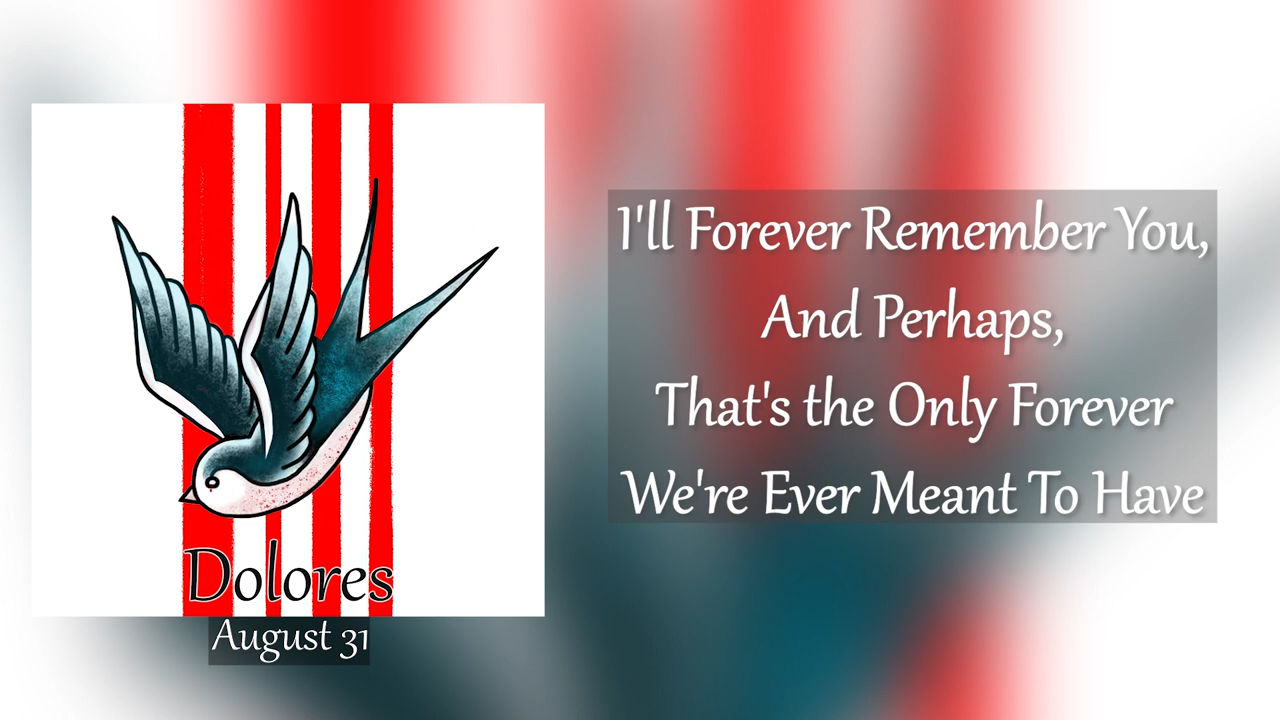 Dolores
August 31
I'll Forever Remember You,
And Perhaps,
That's the Only Forever
We're Ever Meant To Have